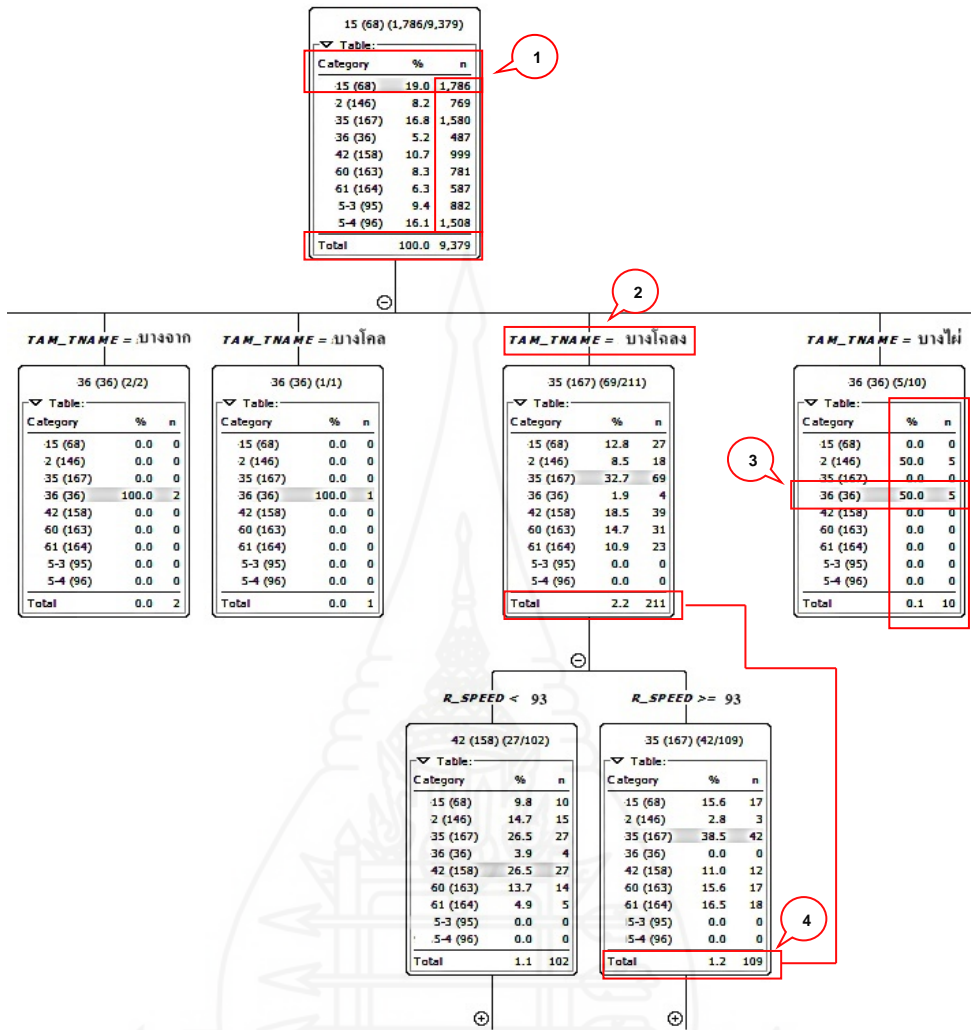 15 (68) (1,786/9,379)
Table:
Category % n
15 (68) 19.0 1,786
2 (146) 8.2 769
35 (167) 16.8 1,580
36 (36) 5.2 487
42 (158) 10.7 999
60 (163) 8.3 781
61 (164) 6.3 587
5-3 (95) 9.4 882
5-4 (96) 16.1 1,508
Total 100.0 9,379
1
2
TAM_TNAME = บางจาก
TAM_TNAME = บางโคล
TAM_TNAME = บางโฉลง
TAM_TNAME = บางไผ่
36 (36) (2/2)
Table:
Category % n
15 (68) 0.0 0
2 (146) 0.0 0
35 (167) 0.0 0
36 (36) 100.0 2
42 (158) 0.0 0
60 (163) 0.0 0
61 (164) 0.0 0
5-3 (95) 0.0 0
5-4 (96) 0.0 0
Total 0.0 2
36 (36) (1/1)
Table:
Category % n
15 (68) 0.0 0
2 (146) 0.0 0
35 (167) 0.0 0
36 (36) 100.0 1
42 (158) 0.0 0
60 (163) 0.0 0
61 (164) 0.0 0
5-3 (95) 0.0 0
5-4 (96) 0.0 0
Total 0.0 1
35 (167) (69/211)
Table:
Category % n
15 (68) 12.8 27
2 (146) 8.5 18
35 (167) 32.7 69
36 (36) 1.9 4
42 (158) 18.5 39
60 (163) 14.7 31
61 (164) 10.9 23
5-3 (95) 0.0 0
5-4 (96) 0.0 0
Total 2.2 211
36 (36) (5/10)
Table:
Category % n
15 (68) 0.0 0
2 (146) 50.0 5
35 (167) 0.0 0
36 (36) 50.0 5
42 (158) 0.0 0
60 (163) 0.0 0
61 (164) 0.0 0
5-3 (95) 0.0 0
5-4 (96) 0.0 0
Total 0.1 10
3
R_SPEED < 93
R_SPEED >= 93
42 (158) (27/102)
Table:
Category % n
15 (68) 9.8 10
2 (146) 14.7 15
35 (167) 26.5 27
36 (36) 3.9 4
42 (158) 26.5 27
60 (163) 13.7 14
61 (164) 4.9 5
5-3 (95) 0.0 0
5-4 (96) 0.0 0
Total 1.1 102
35 (167) (42/109)
Table:
Category % n
15 (68) 15.6 17
2 (146) 2.8 3
35 (167) 38.5 42
36 (36) 0.0 0
42 (158) 11.0 12
60 (163) 15.6 17
61 (164) 16.5 18
5-3 (95) 0.0 0
5-4 (96) 0.0 0
Total 1.2 109
4